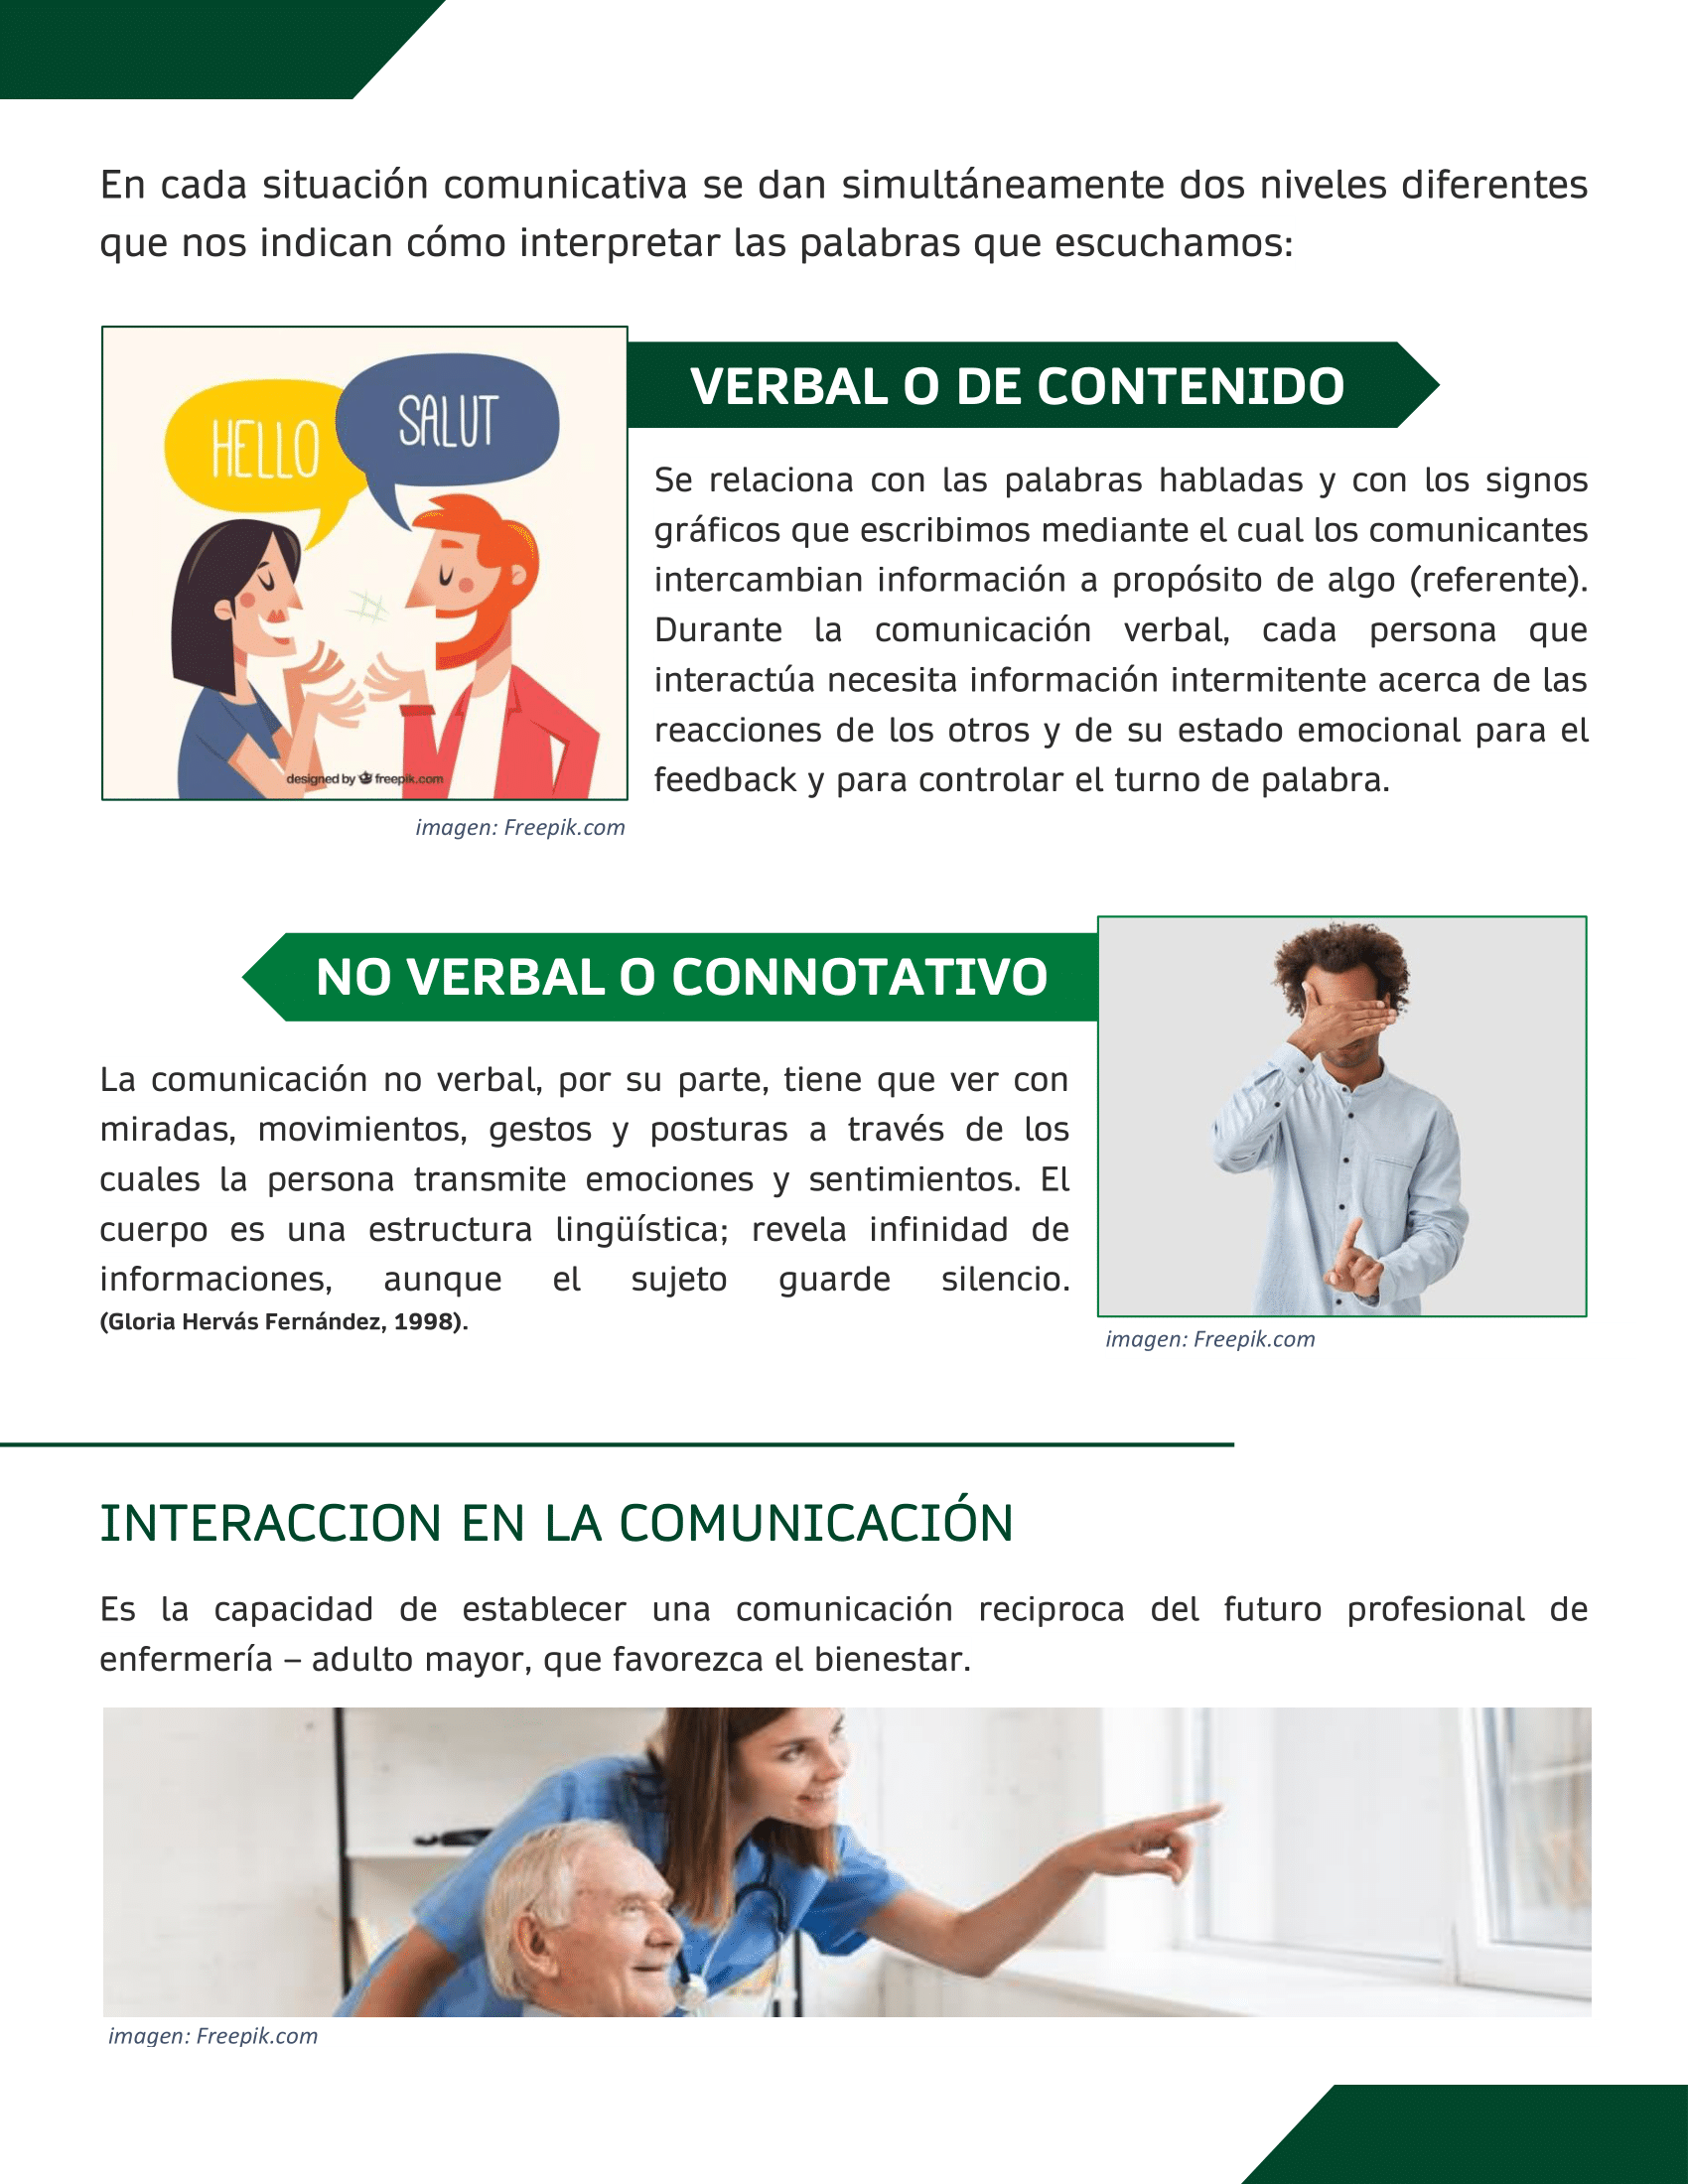 En cada situación comunicativa se dan simultáneamente dos niveles diferentes
que nos indican cómo interpretar las palabras que escuchamos:
HELLO
SALUT
designed by freepik.com
imagen: Freepik.com
VERBAL O DE CONTENIDO
Se relaciona con las palabras habladas y con los signos
gráficos que escribimos mediante el cual los comunicantes
intercambian información a propósito de algo (referente).
Durante la comunicación verbal, cada persona que
interactúa necesita información intermitente acerca de las
reacciones de los otros y de su estado emocional para el
feedback y para controlar el turno de palabra.
NO VERBAL O CONNOTATIVO
La comunicación no verbal, por su parte, tiene que ver con
miradas, movimientos, gestos y posturas a través de los
cuales la persona transmite emociones y sentimientos. El
cuerpo es una estructura lingüística; revela infinidad de
informaciones, aunque el sujeto guarde silencio.
(Gloria Hervás Fernández, 1998).
imagen: Freepik.com
INTERACCION EN LA COMUNICACIÓN
Es la capacidad de establecer una comunicación reciproca del futuro profesional de
enfermería – adulto mayor, que favorezca el bienestar.
imagen: Freepik.com